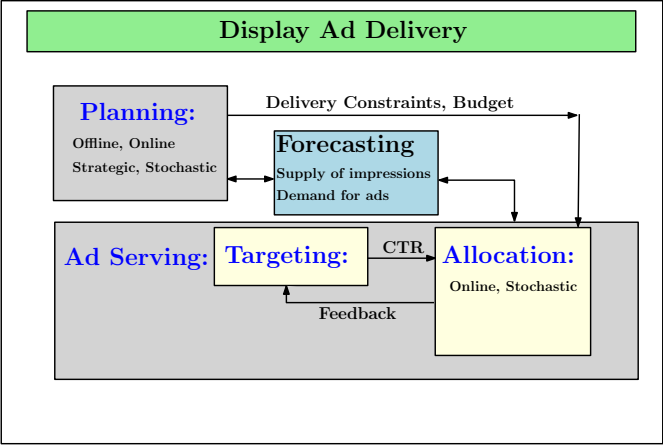 Display Ad Delivery
Planning:
Offline, Online
Strategic, Stochastic
Delivery Constraints, Budget
Forecasting
Supply of impressions
Demand for ads
Ad Serving:
Targeting:
CTR
Allocation:
Online, Stochastic
Feedback